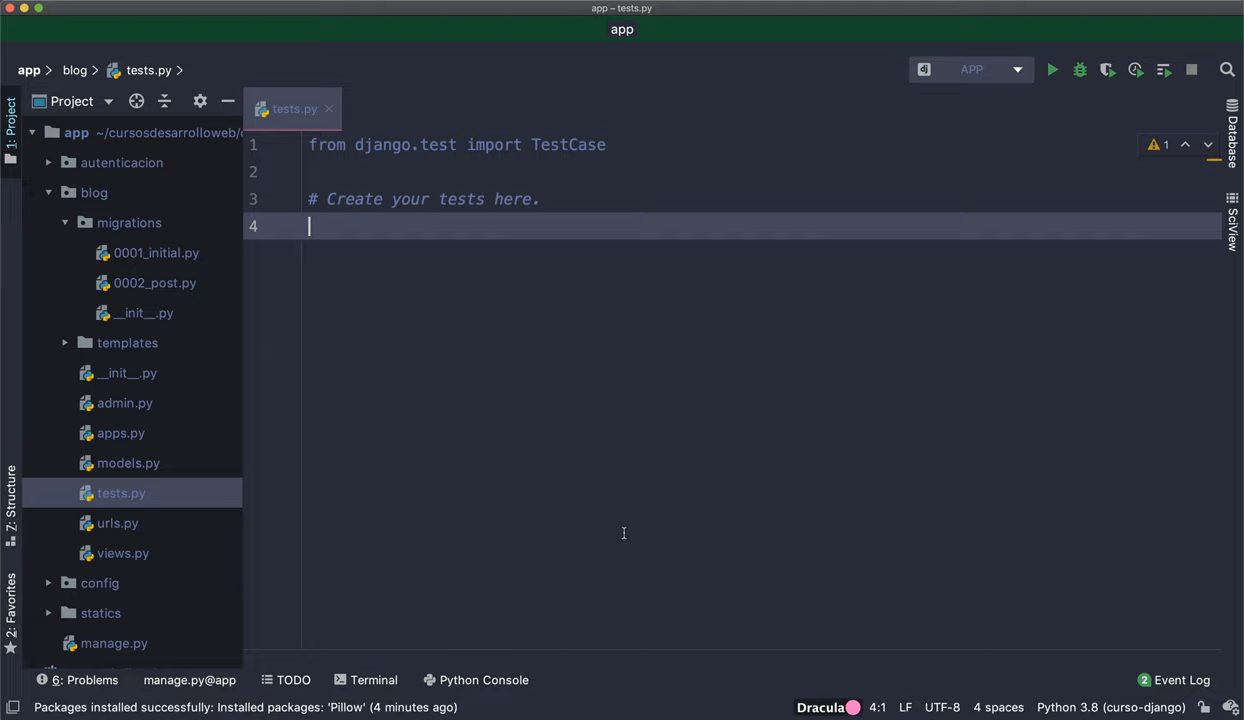 app – tests.py
app
app
blog
tests.py
APP
1: Project
Project
tests.py
app ~/cursosdesarrolloweb/
autenticacion
blog
migrations
0001_initial.py
0002_post.py
__init__.py
templates
__init__.py
admin.py
apps.py
models.py
tests.py
urls.py
views.py
config
statics
manage.py
1 from django.test import TestCase
2
3 # Create your tests here.
4
1
Database
SciView
Z: Structure
2: Favorites
6: Problems
manage.py@app
TODO
Terminal
Python Console
2 Event Log
Packages installed successfully: Installed packages: 'Pillow' (4 minutes ago)
Dracula
4:1
LF
UTF-8
4 spaces
Python 3.8 (curso-django)